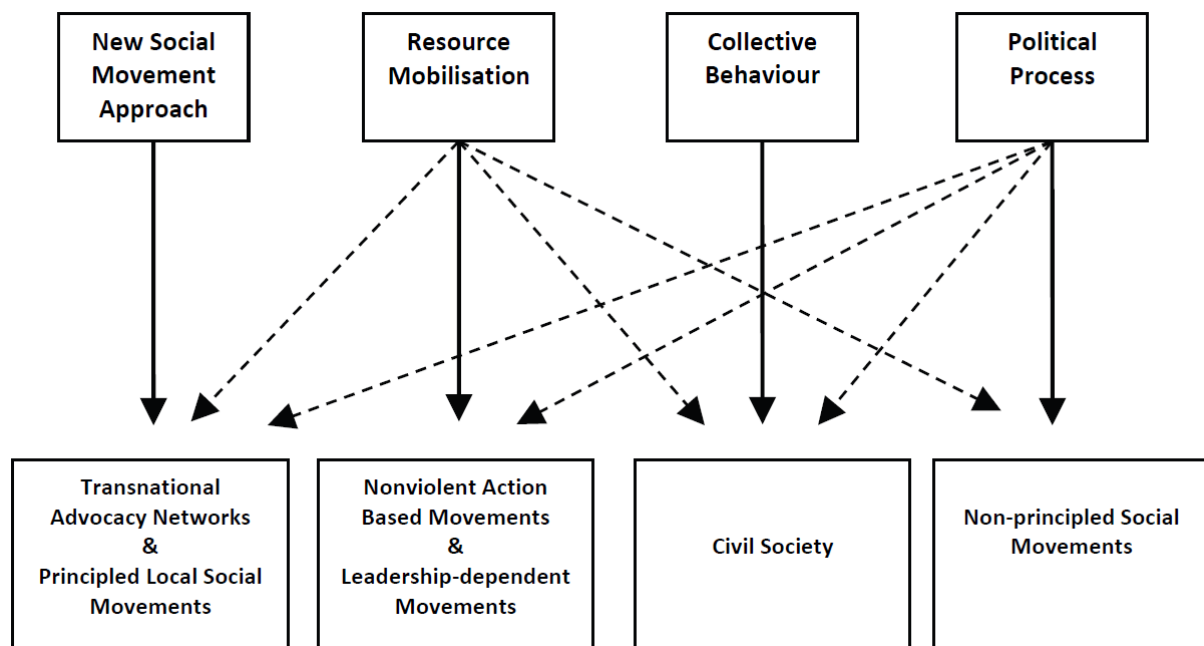 New Social
Movement
Approach
Resource
Mobilisation
Collective
Behaviour
Political
Process
Transnational
Advocacy Networks
&
Principled Local Social
Movements
Nonviolent Action
Based Movements
&
Leadership-dependent
Movements
Civil Society
Non-principled Social
Movements